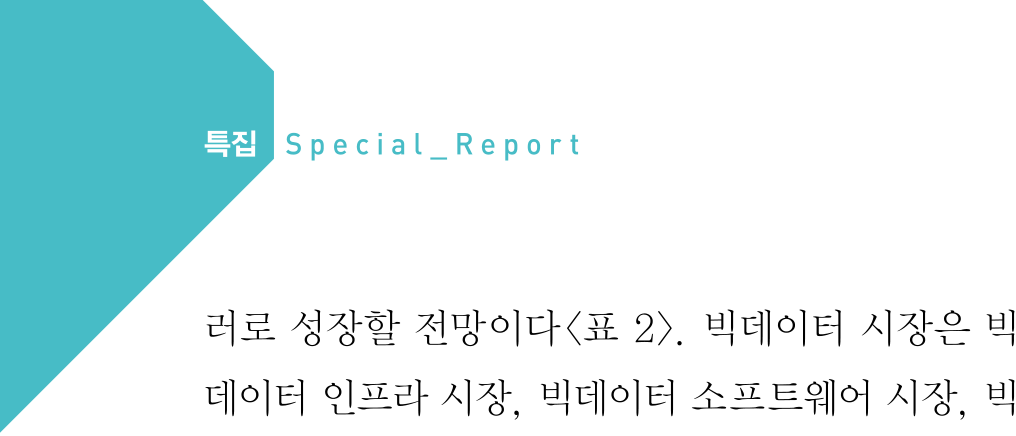 특집 Special_Report
러로 성장할 전망이다<표 2>. 빅데이터 시장은 빅
데이터 인프라 시장, 빅데이터 소프트웨어 시장, 빅